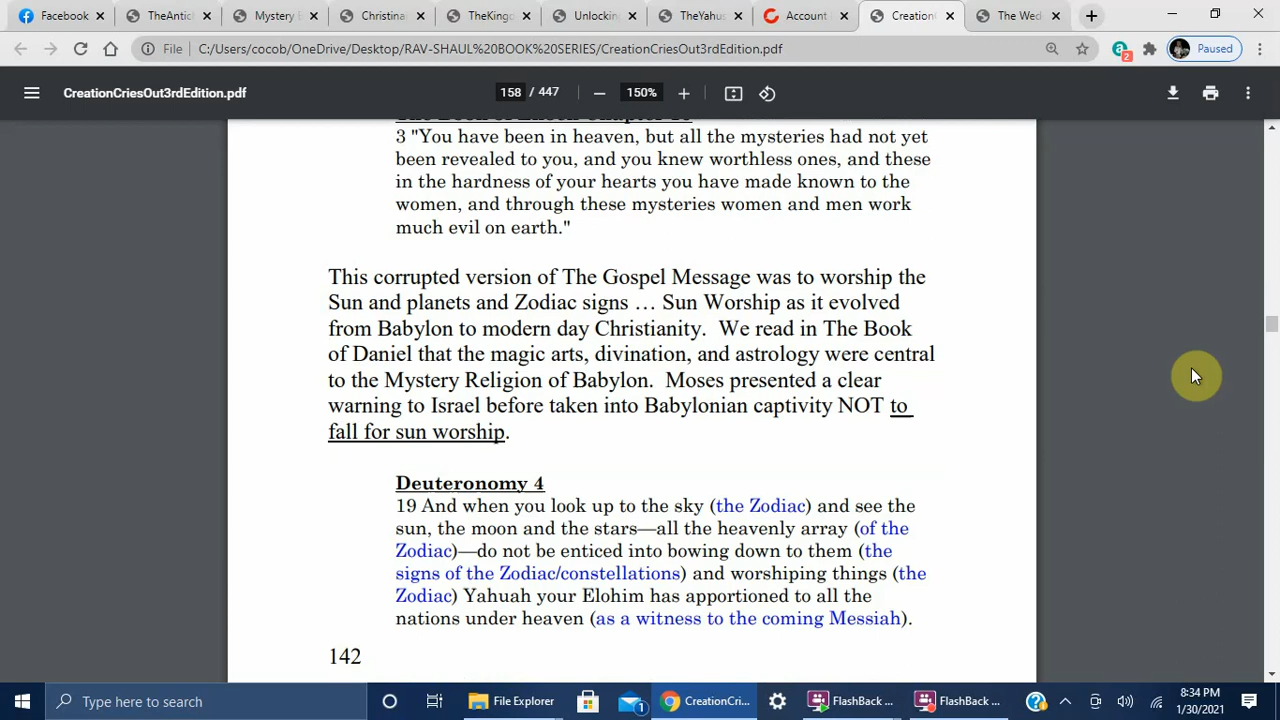 Facebook
TheAntich
Mystery B
Christina
TheKingd
Unlocking
TheYahus
Account /
Creation
The Wed
File
C:/Users/cocob/OneDrive/Desktop/RAV-SHAUL%20BOOK%20SERIES/CreationCriesOut3rdEdition.pdf
2
Paused
CreationCriesOut3rdEdition.pdf
158 / 447
150%
3 "You have been in heaven, but all the mysteries had not yet
been revealed to you, and you knew worthless ones, and these
in the hardness of your hearts you have made known to the
women, and through these mysteries women and men work
much evil on earth."
This corrupted version of The Gospel Message was to worship the
Sun and planets and Zodiac signs … Sun Worship as it evolved
from Babylon to modern day Christianity. We read in The Book
of Daniel that the magic arts, divination, and astrology were central
to the Mystery Religion of Babylon. Moses presented a clear
warning to Israel before taken into Babylonian captivity NOT to
fall for sun worship.
Deuteronomy 4
19 And when you look up to the sky (the Zodiac) and see the
sun, the moon and the stars—all the heavenly array (of the
Zodiac)—do not be enticed into bowing down to them (the
signs of the Zodiac/constellations) and worshiping things (the
Zodiac) Yahuah your Elohim has apportioned to all the
nations under heaven (as a witness to the coming Messiah).
142
Type here to search
File Explorer
1
CreationCri...
FlashBack ...
FlashBack ...
8:34 PM
1/30/2021